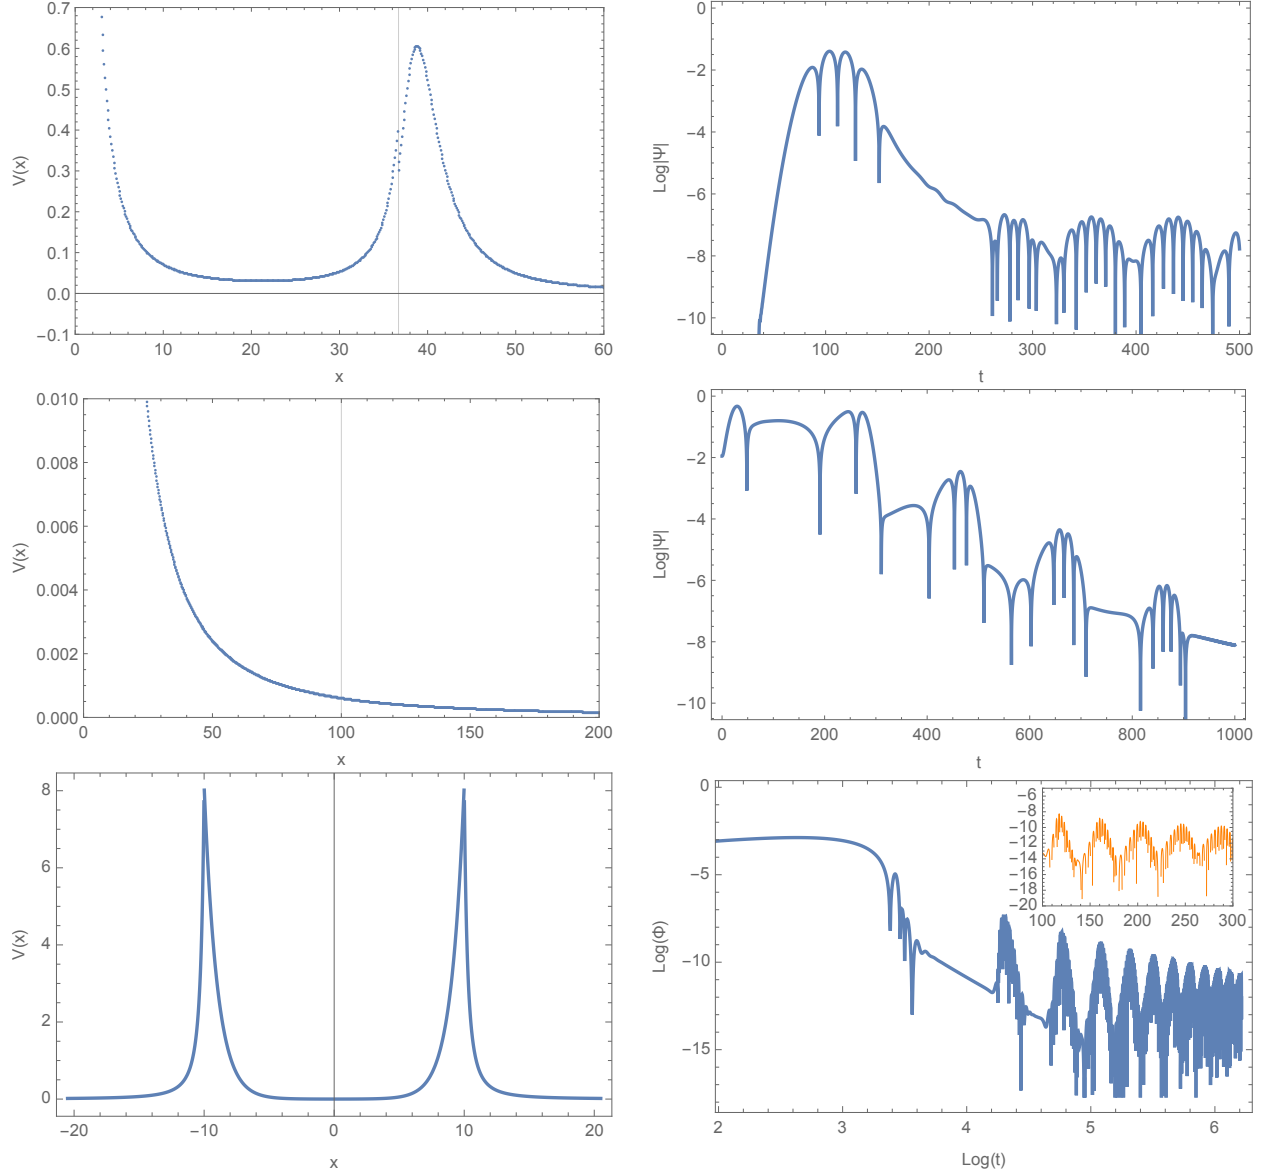 0.7
0.6
0.5
0.4
0.3
0.2
0.1
0.0
−0.1
V(x)
0 10 20 30 40 50 60
x
0
−2
−4
−6
−8
−10
Log|Ψ|
0 100 200 300 400 500
t
0.010
0.008
0.006
0.004
0.002
0.000
V(x)
0 50 100 150 200
x
0
−2
−4
−6
−8
−10
Log|Ψ|
0 200 400 600 800 1000
t
8
6
4
2
0
V(x)
−20 −10 0 10 20
x
0
−5
−10
−15
Log(Φ)
2 3 4 5 6
Log(t)
−6
−8
−10
−12
−14
−16
−18
−20
100 150 200 250 300